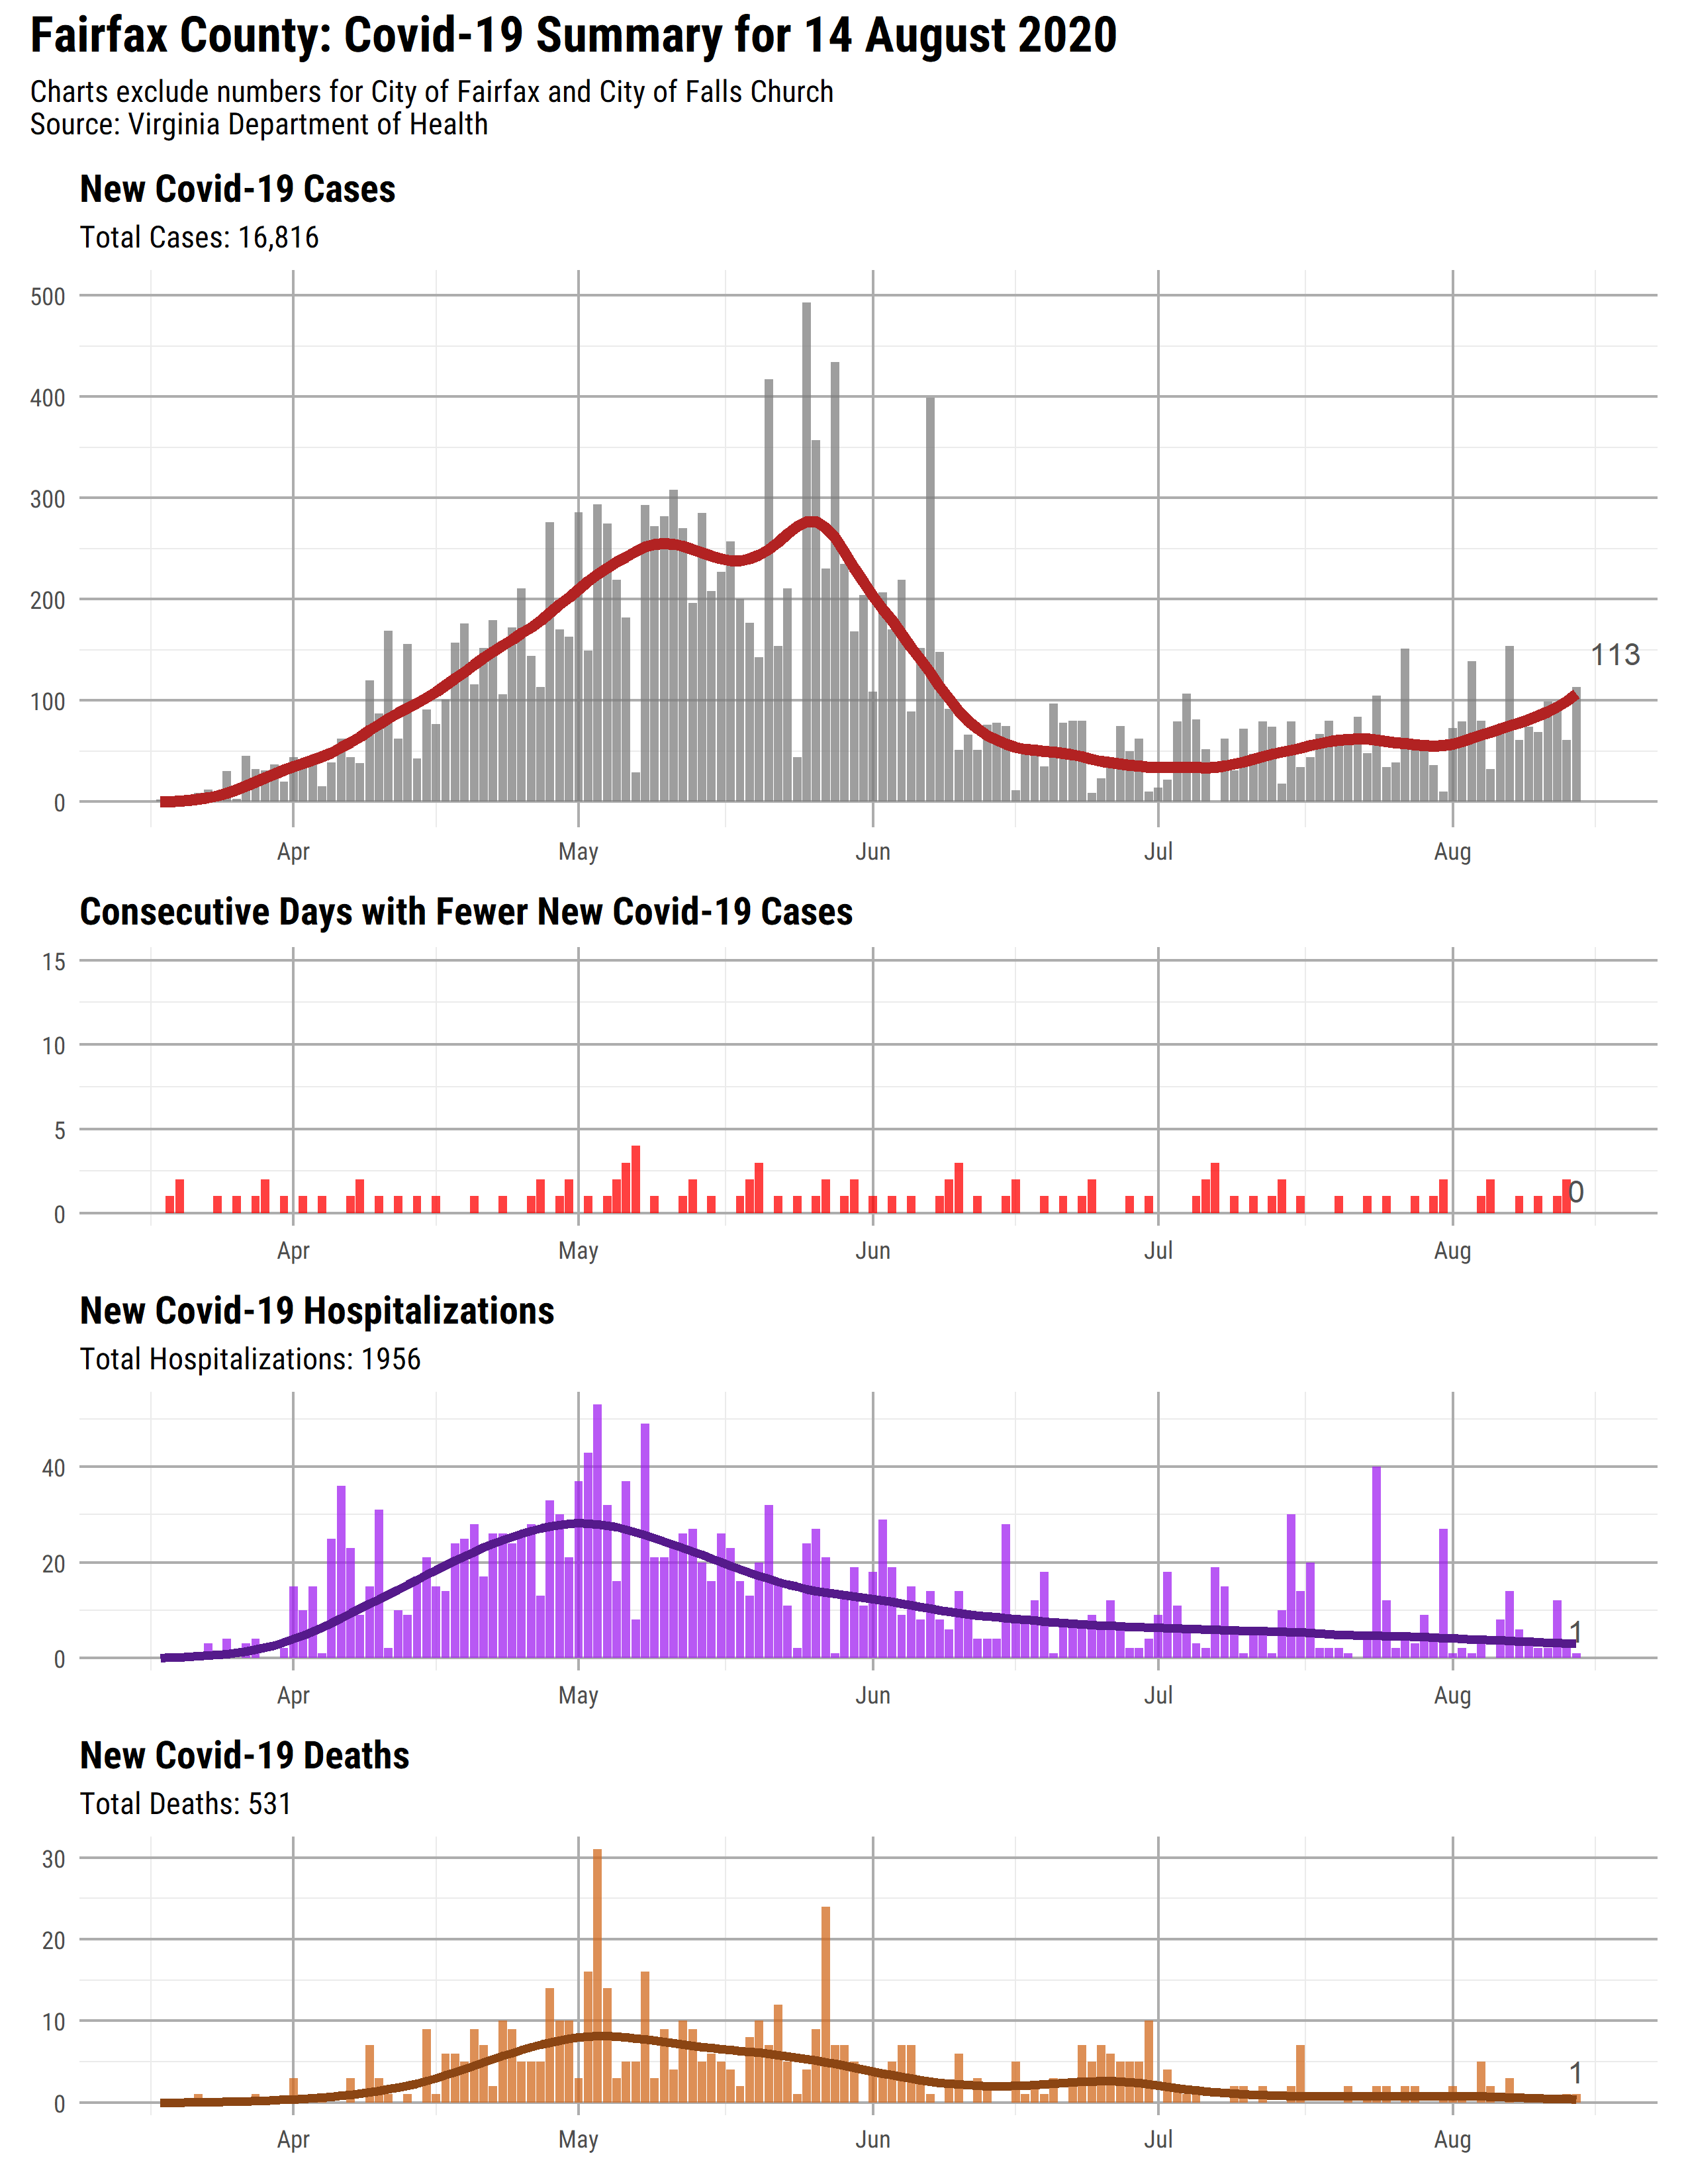 Fairfax County: Covid-19 Summary for 14 August 2020
Charts exclude numbers for City of Fairfax and City of Falls Church
Source: Virginia Department of Health
New Covid-19 Cases
Total Cases: 16,816
500
400
300
200
100
0
113
Apr May Jun Jul Aug
Consecutive Days with Fewer New Covid-19 Cases
15
10
5
0
0
Apr May Jun Jul Aug
New Covid-19 Hospitalizations
Total Hospitalizations: 1956
40
20
0
1
Apr May Jun Jul Aug
New Covid-19 Deaths
Total Deaths: 531
30
20
10
0
1
Apr May Jun Jul Aug